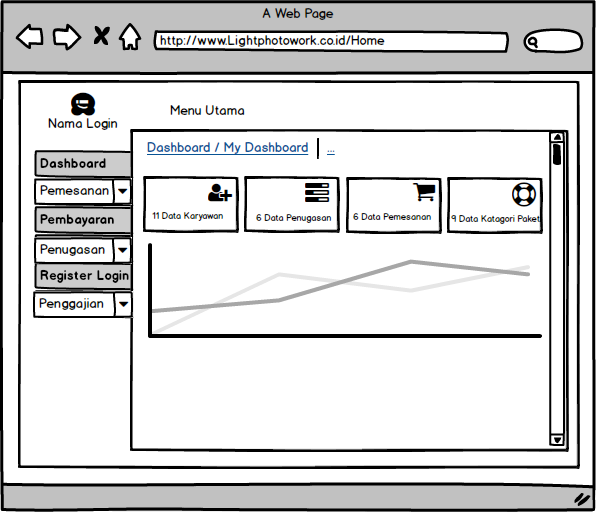 A Web Page
http://www.Lightphotowork.co.id/Home
Nama Login
Menu Utama
Dashboard / My Dashboard
...
Dashboard
Pemesanan
Pembayaran
Penugasan
Register Login
Penggajian
11 Data Karyawan
6 Data Penugasan
6 Data Pemesanan
9 Data Katagori Paket